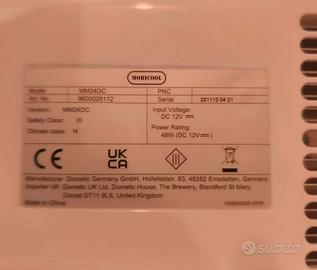 MOBICOOL
Model MM24DC PNC
Art. No. 9600028112 Serial 201110 04 21
Version: MM24DC Input Voltage:
Safety Class: III DC 12V
Climate class: N Power Rating:
48W (DC 12V)
CE UK CA III
Manufacturer: Dometic Germany GmbH, Hollefeldstr. 63, 48282 Emsdetten, Germany
Importer UK: Dometic UK Ltd. Dometic House, The Brewery, Blandford St Mary,
Dorset DT11 9LS, United Kingdom
Made in China mobicool.com
subito